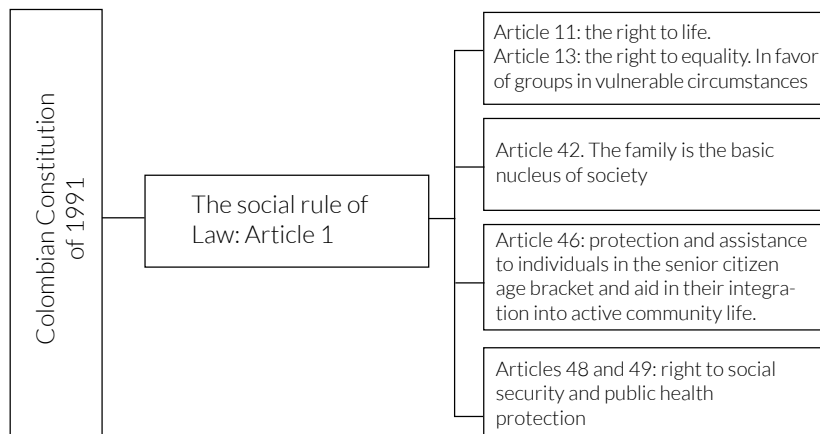 Colombian Constitution
of 1991
The social rule of
Law: Article 1
Article 11: the right to life.
Article 13: the right to equality. In favor
of groups in vulnerable circumstances
Article 42. The family is the basic
nucleus of society
Article 46: protection and assistance
to individuals in the senior citizen
age bracket and aid in their integra-
tion into active community life.
Articles 48 and 49: right to social
security and public health
protection